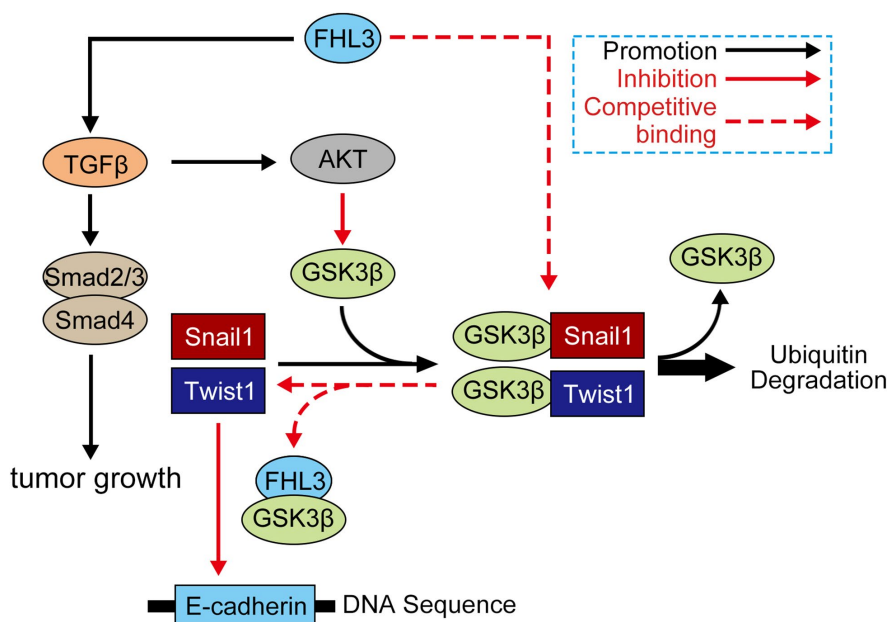 FHL3
Promotion
Inhibition
Competitive
binding
TGFβ
AKT
GSK3β
GSK3β
Smad2/3
Smad4
Snail1
Twist1
GSK3β
Snail1
GSK3β
Twist1
Ubiquitin
Degradation
tumor growth
FHL3
GSK3β
E-cadherin
DNA Sequence